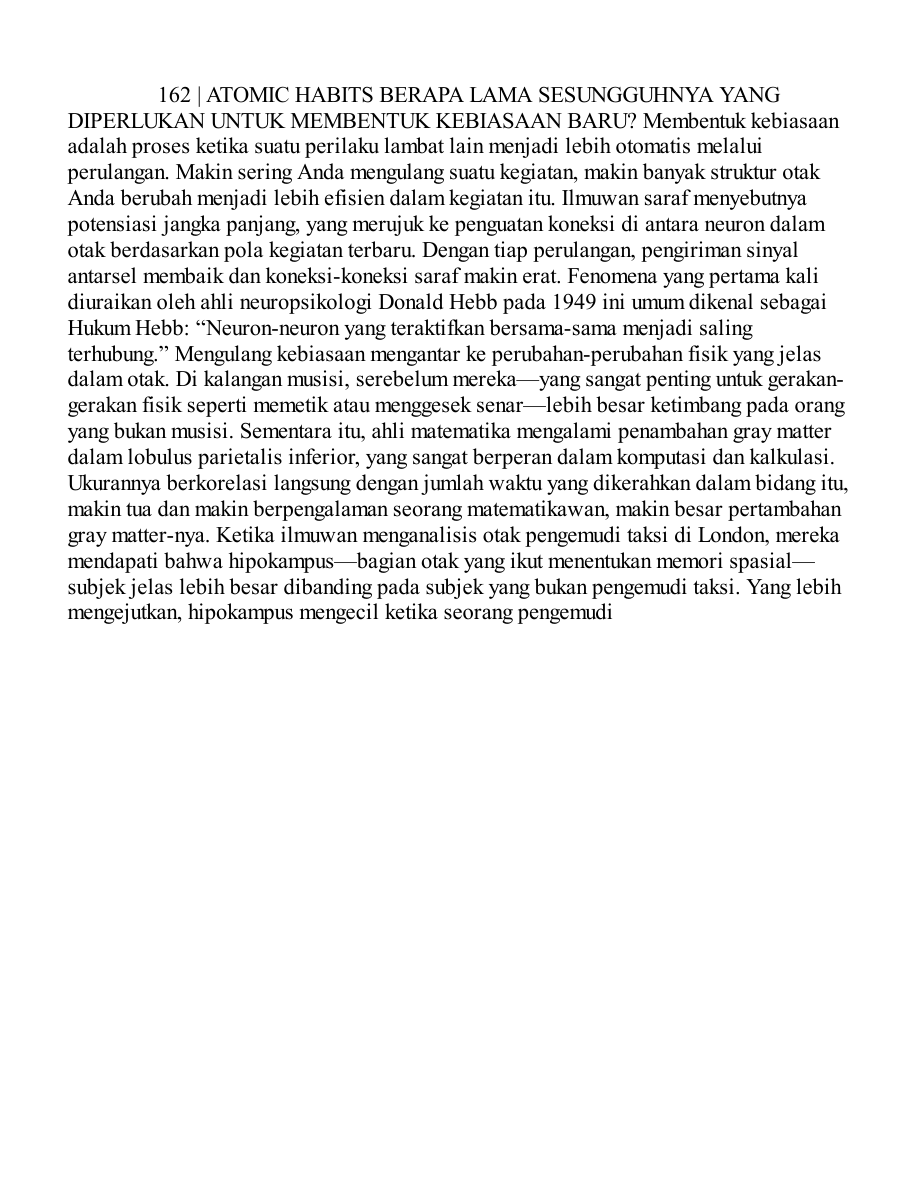 162 | ATOMIC HABITS BERAPA LAMA SESUNGGUHNYA YANG
DIPERLUKAN UNTUK MEMBENTUK KEBIASAAN BARU? Membentuk kebiasaan
adalah proses ketika suatu perilaku lambat lain menjadi lebih otomatis melalui
perulangan. Makin sering Anda mengulang suatu kegiatan, makin banyak struktur otak
Anda berubah menjadi lebih efisien dalam kegiatan itu. Ilmuwan saraf menyebutnya
potensiasi jangka panjang, yang merujuk ke penguatan koneksi di antara neuron dalam
otak berdasarkan pola kegiatan terbaru. Dengan tiap perulangan, pengiriman sinyal
antarsel membaik dan koneksi-koneksi saraf makin erat. Fenomena yang pertama kali
diuraikan oleh ahli neuropsikologi Donald Hebb pada 1949 ini umum dikenal sebagai
Hukum Hebb: “Neuron-neuron yang teraktifkan bersama-sama menjadi saling
terhubung.” Mengulang kebiasaan mengantar ke perubahan-perubahan fisik yang jelas
dalam otak. Di kalangan musisi, serebelum mereka—yang sangat penting untuk gerakan-
gerakan fisik seperti memetik atau menggesek senar—lebih besar ketimbang pada orang
yang bukan musisi. Sementara itu, ahli matematika mengalami penambahan gray matter
dalam lobulus parietalis inferior, yang sangat berperan dalam komputasi dan kalkulasi.
Ukurannya berkorelasi langsung dengan jumlah waktu yang dikerahkan dalam bidang itu,
makin tua dan makin berpengalaman seorang matematikawan, makin besar pertambahan
gray matter-nya. Ketika ilmuwan menganalisis otak pengemudi taksi di London, mereka
mendapati bahwa hipokampus—bagian otak yang ikut menentukan memori spasial—
subjek jelas lebih besar dibanding pada subjek yang bukan pengemudi taksi. Yang lebih
mengejutkan, hipokampus mengecil ketika seorang pengemudi